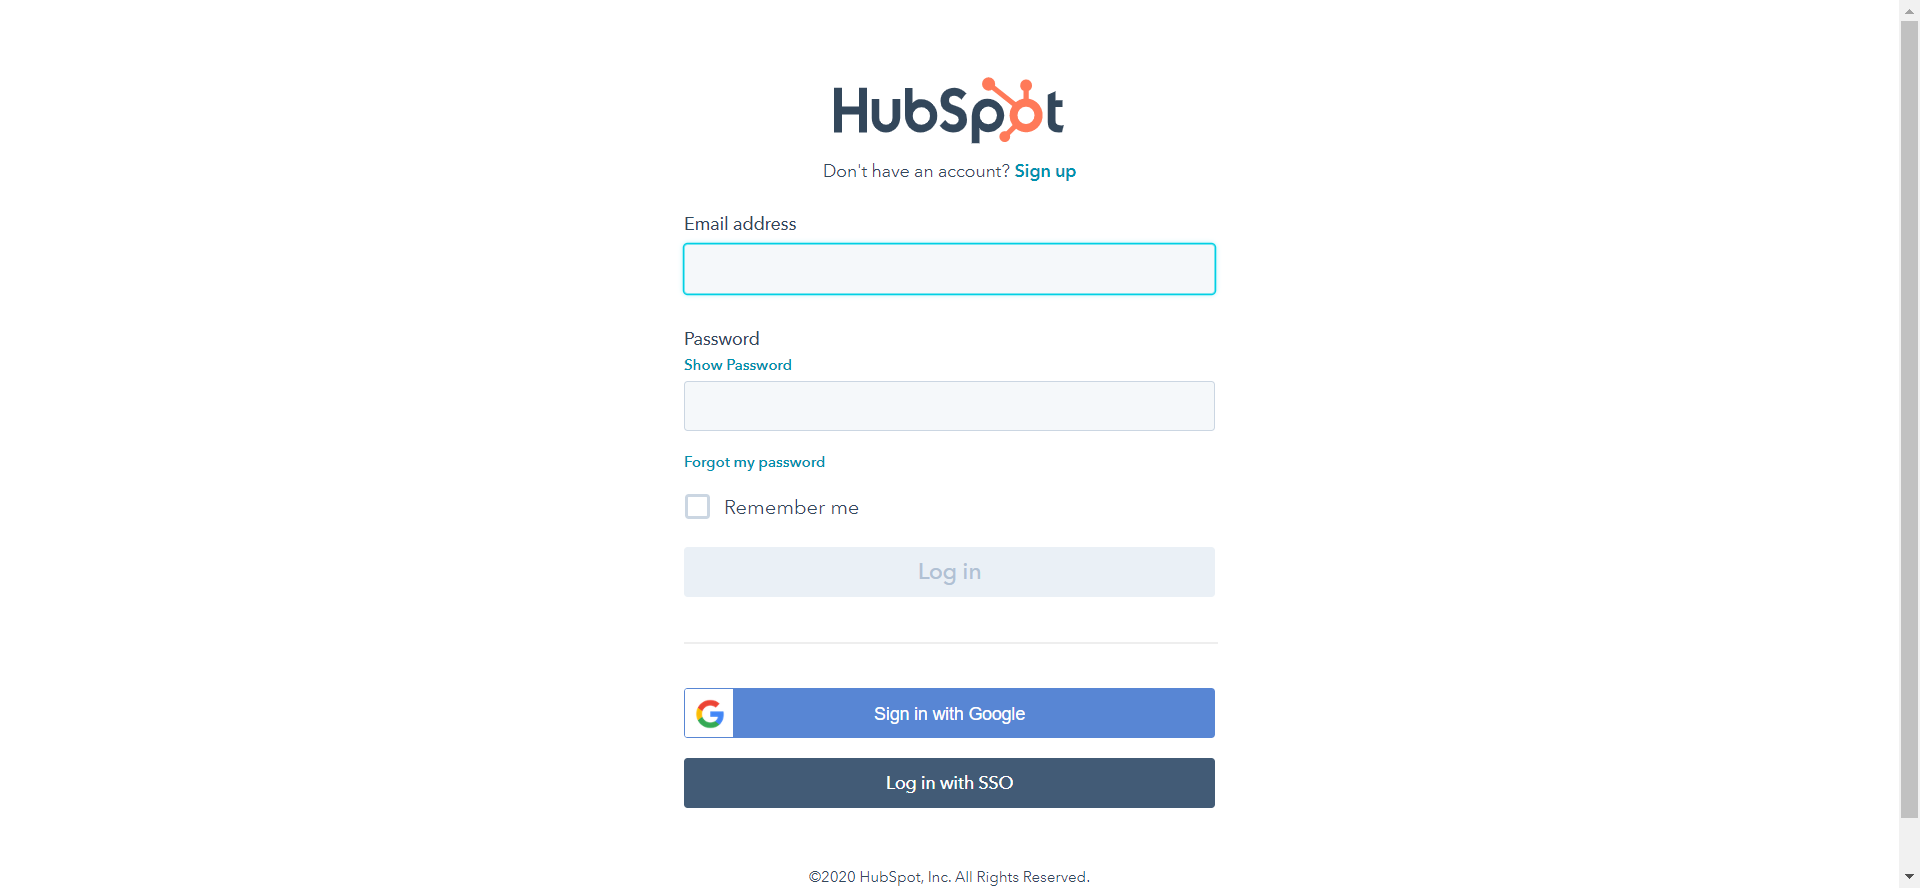 HubSpot
Don't have an account? Sign up
Email address
Password
Show Password
Forgot my password
Remember me
Log in
Sign in with Google
Log in with SSO
©2020 HubSpot, Inc. All Rights Reserved.